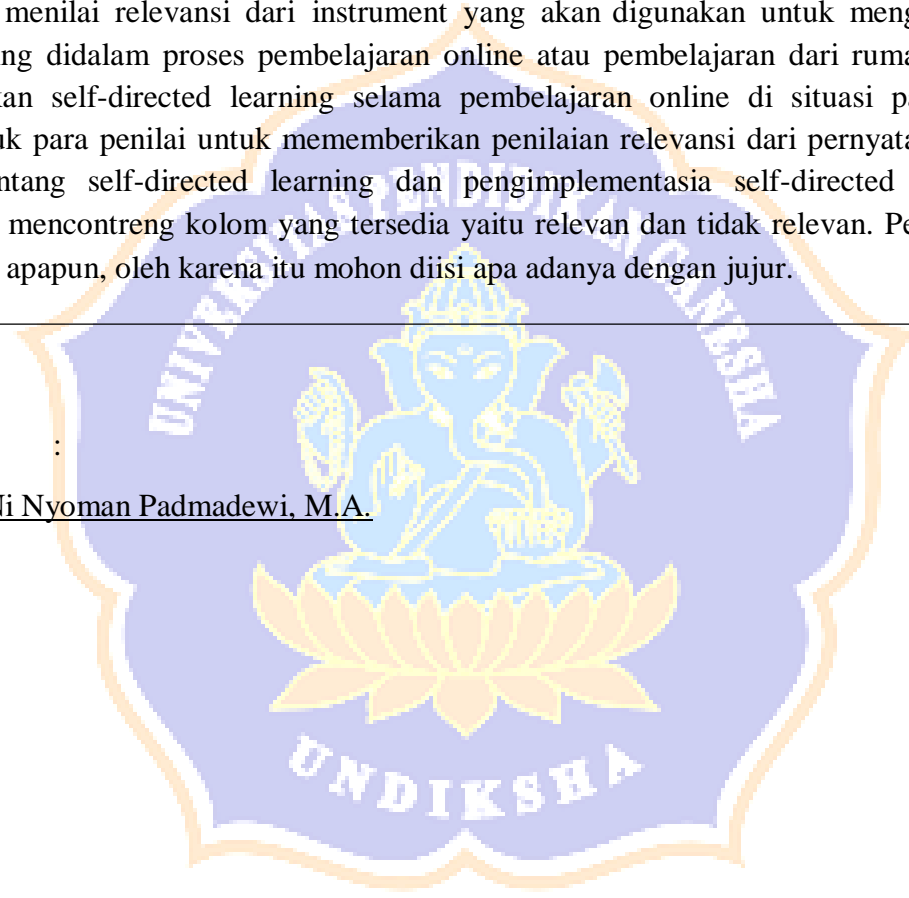 menilai relevansi dari instrument yang akan digunakan untuk meng
ing didalam proses pembelajaran online atau pembelajaran dari ruma
kan self-directed learning selama pembelajaran online di situasi pa
uk para penilai untuk mememberikan penilaian relevansi dari pernyata
ntang self-directed learning dan pengimplementasia self-directed
mencontreng kolom yang tersedia yaitu relevan dan tidak relevan. Pe
apapun, oleh karena itu mohon diisi apa adanya dengan jujur.
UNIVERSITAS PENDIDIKAN GANESHA
:
Ni Nyoman Padmadewi, M.A.
UNDIKSHA